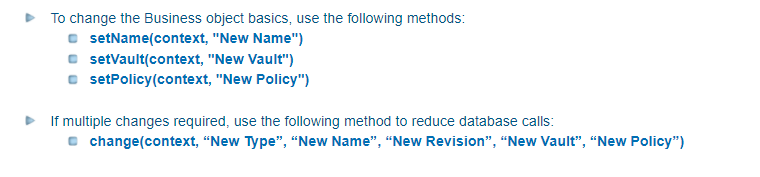 To change the Business object basics, use the following methods:
setName(context, "New Name")
setVault(context, "New Vault")
setPolicy(context, "New Policy")
If multiple changes required, use the following method to reduce database calls:
change(context, “New Type”, “New Name”, “New Revision”, “New Vault”, “New Policy”)